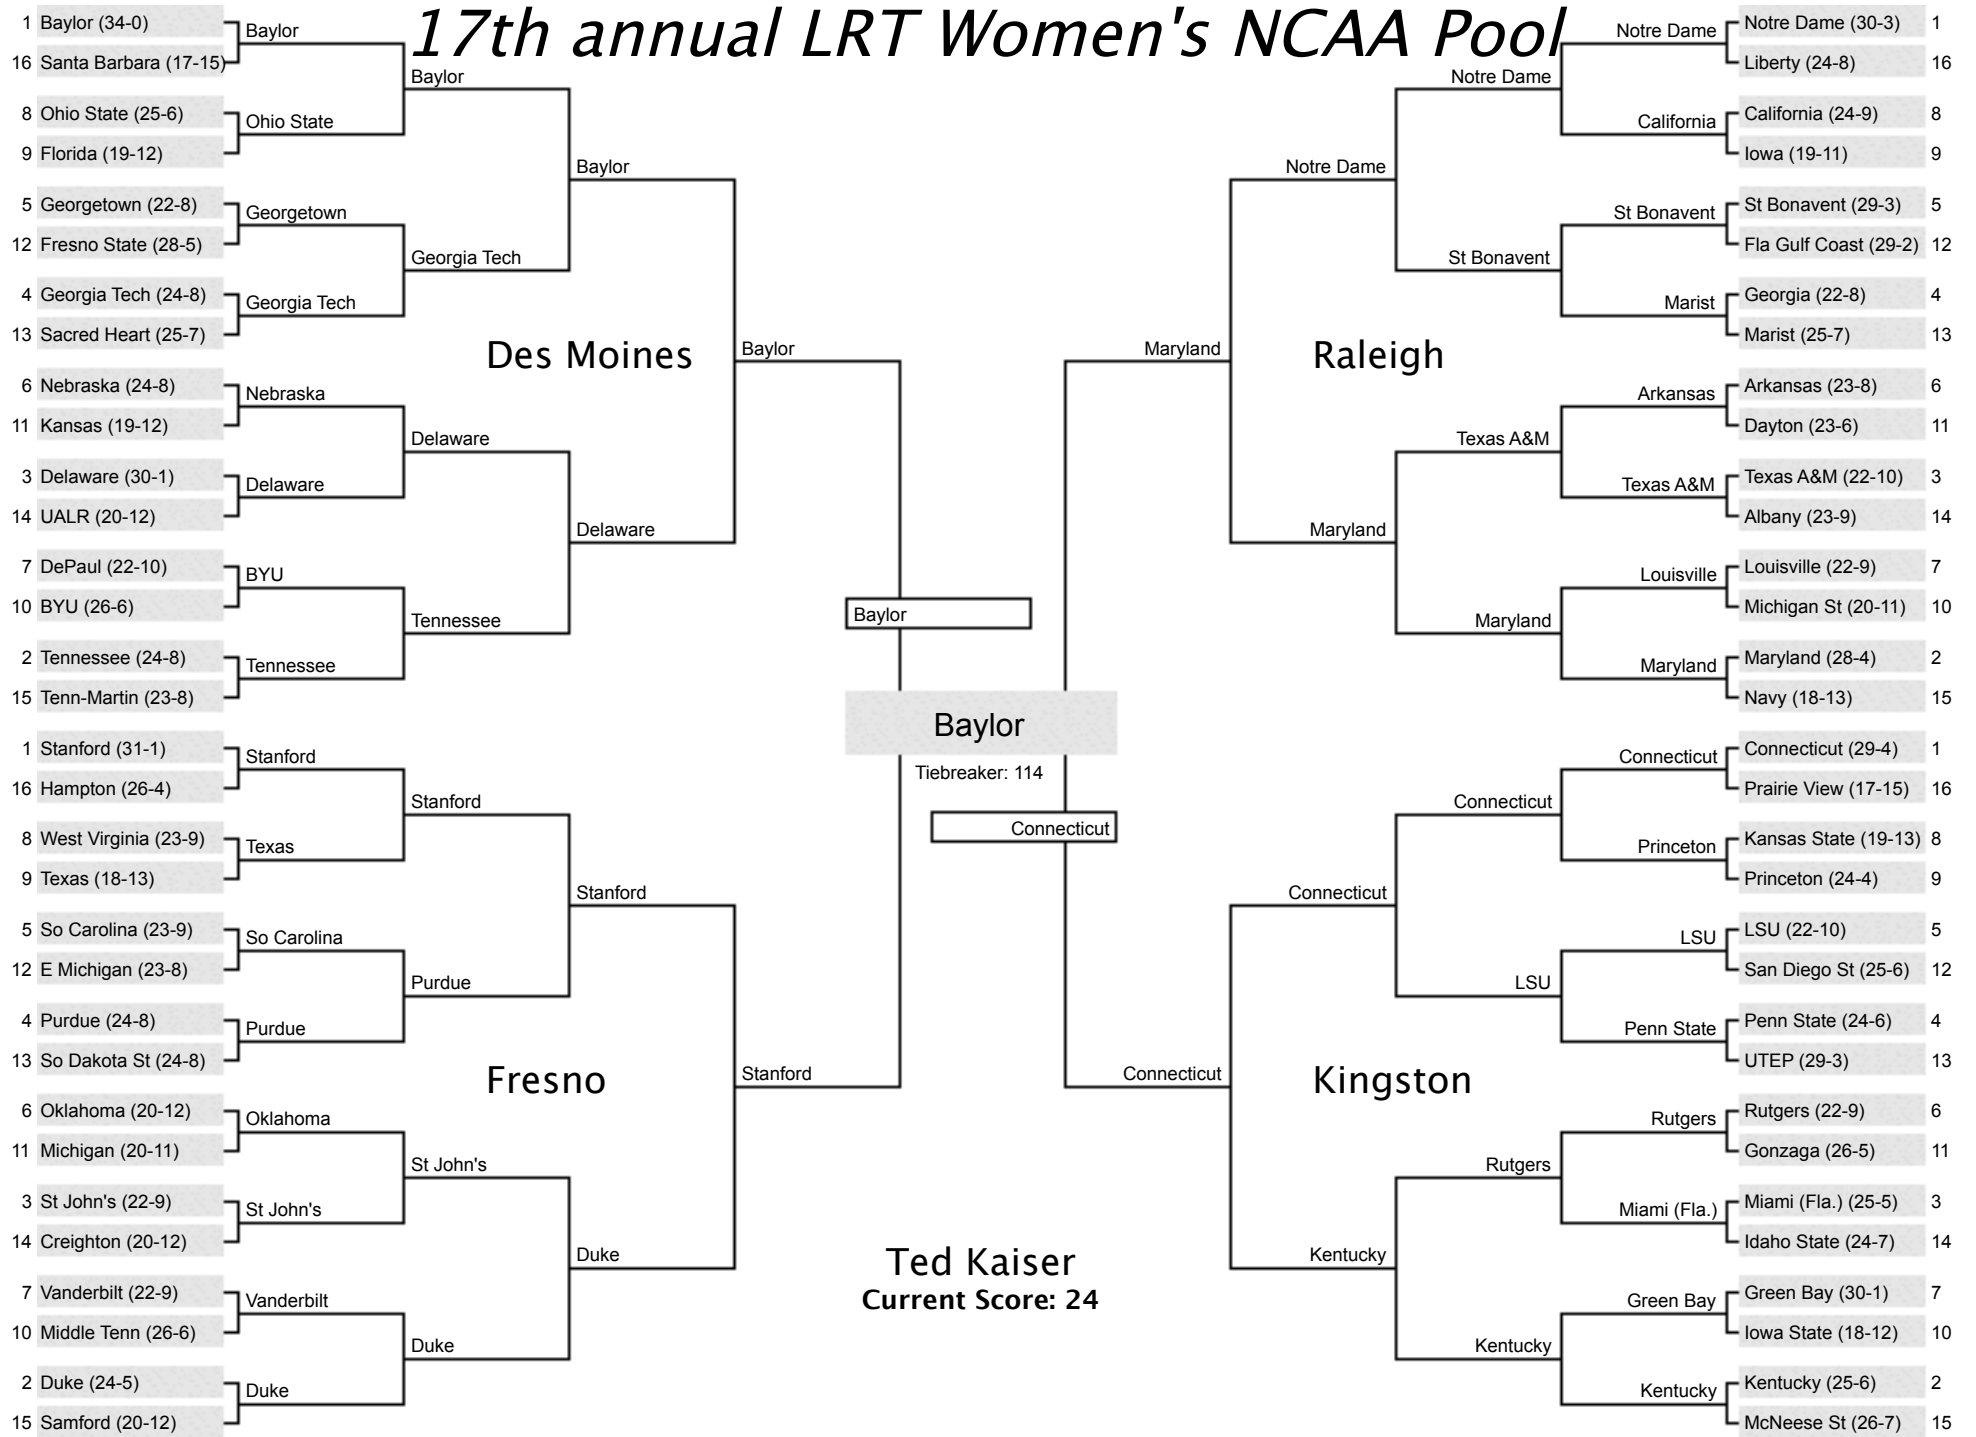 17th annual LRT Women's NCAA Pool
1 Baylor (34-0)
16 Santa Barbara (17-15)
8 Ohio State (25-6)
9 Florida (19-12)
5 Georgetown (22-8)
12 Fresno State (28-5)
4 Georgia Tech (24-8)
13 Sacred Heart (25-7)
6 Nebraska (24-8)
11 Kansas (19-12)
3 Delaware (30-1)
14 UALR (20-12)
7 DePaul (22-10)
10 BYU (26-6)
2 Tennessee (24-8)
15 Tenn-Martin (23-8)
Baylor
Ohio State
Georgetown
Georgia Tech
Nebraska
Delaware
BYU
Tennessee
Baylor
Georgia Tech
Delaware
Tennessee
Baylor
Delaware
Des Moines
Baylor
1 Stanford (31-1)
16 Hampton (26-4)
8 West Virginia (23-9)
9 Texas (18-13)
5 So Carolina (23-9)
12 E Michigan (23-8)
4 Purdue (24-8)
13 So Dakota St (24-8)
6 Oklahoma (20-12)
11 Michigan (20-11)
3 St John's (22-9)
14 Creighton (20-12)
7 Vanderbilt (22-9)
10 Middle Tenn (26-6)
2 Duke (24-5)
15 Samford (20-12)
Stanford
Texas
So Carolina
Purdue
Oklahoma
St John's
Vanderbilt
Duke
Stanford
Purdue
St John's
Duke
Stanford
Duke
Fresno
Stanford
Baylor
Baylor
Tiebreaker: 114
Connecticut
Ted Kaiser
Current Score: 24
Maryland
Raleigh
Notre Dame
Maryland
Notre Dame
St Bonavent
Texas A&M
Maryland
Notre Dame
California
St Bonavent
Marist
Arkansas
Texas A&M
Louisville
Maryland
Notre Dame (30-3) 1
Liberty (24-8) 16
California (24-9) 8
Iowa (19-11) 9
St Bonavent (29-3) 5
Fla Gulf Coast (29-2) 12
Georgia (22-8) 4
Marist (25-7) 13
Arkansas (23-8) 6
Dayton (23-6) 11
Texas A&M (22-10) 3
Albany (23-9) 14
Louisville (22-9) 7
Michigan St (20-11) 10
Maryland (28-4) 2
Navy (18-13) 15
Connecticut
Kingston
Connecticut
Kentucky
Connecticut
LSU
Rutgers
Kentucky
Connecticut
Princeton
LSU
Penn State
Rutgers
Miami (Fla.)
Green Bay
Kentucky
Connecticut (29-4) 1
Prairie View (17-15) 16
Kansas State (19-13) 8
Princeton (24-4) 9
LSU (22-10) 5
San Diego St (25-6) 12
Penn State (24-6) 4
UTEP (29-3) 13
Rutgers (22-9) 6
Gonzaga (26-5) 11
Miami (Fla.) (25-5) 3
Idaho State (24-7) 14
Green Bay (30-1) 7
Iowa State (18-12) 10
Kentucky (25-6) 2
McNeese St (26-7) 15